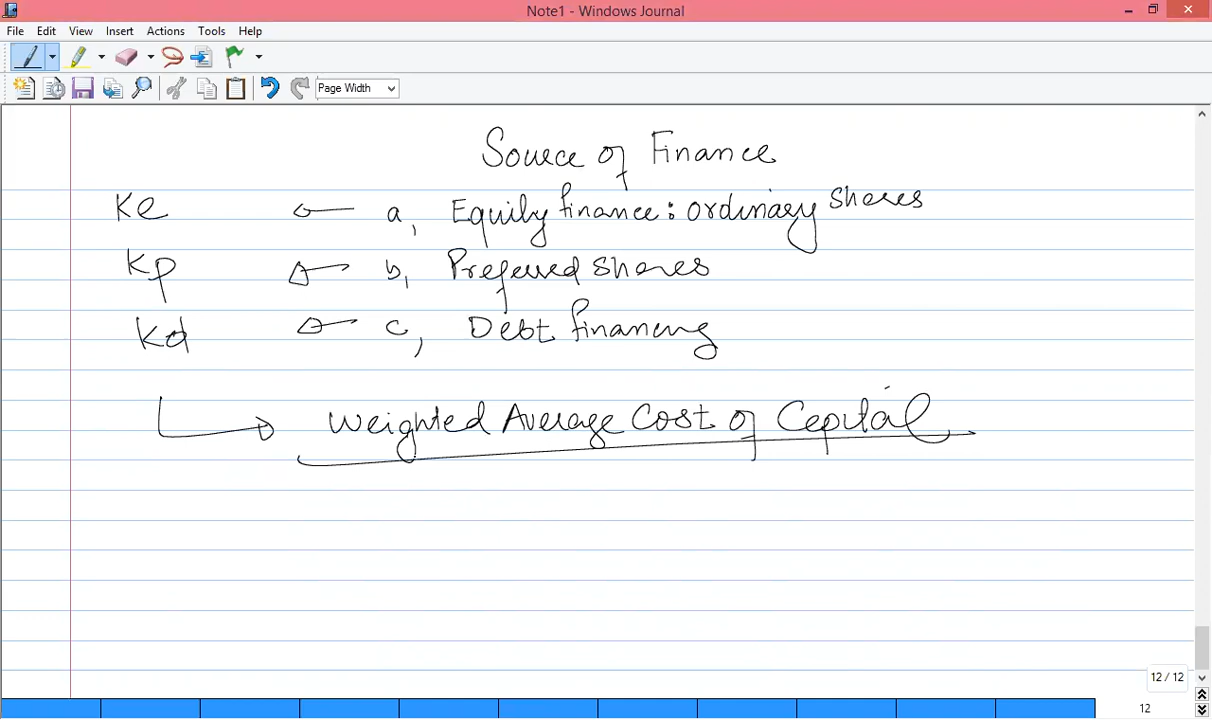 Note1 - Windows Journal
File Edit View Insert Actions Tools Help
Page Width
Source of Finance
Ke a, Equity finance: ordinary shares
Kp b, Preferred shares
Kd c, Debt financing
Weighted Average Cost of Capital
12 / 12
12